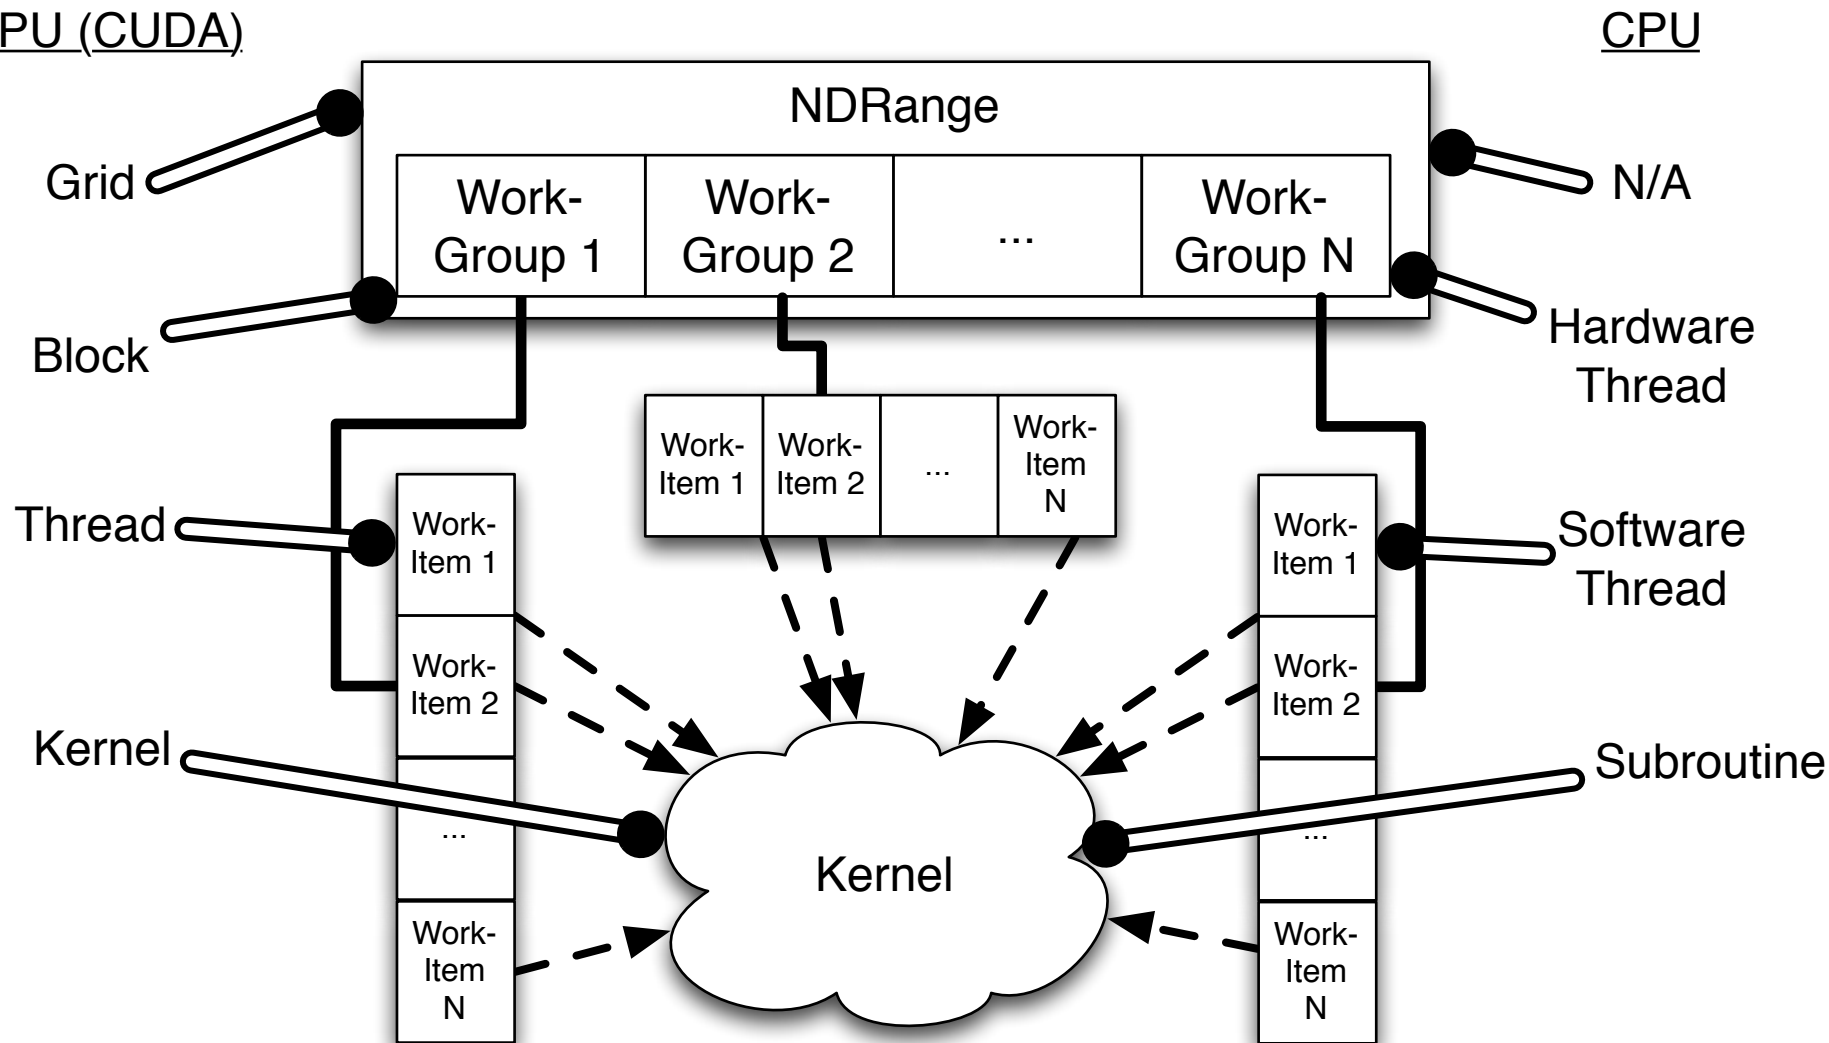 PU (CUDA)
CPU
NDRange
Grid
N/A
Work-
Group 1
Work-
Group 2
...
Work-
Group N
Block
Hardware
Thread
Work-
Item 1
Work-
Item 2
...
Work-
Item
N
Thread
Work-
Item 1
Work-
Item 1
Software
Thread
Work-
Item 2
Work-
Item 2
Kernel
Subroutine
...
...
Kernel
Work-
Item
N
Work-
Item
N